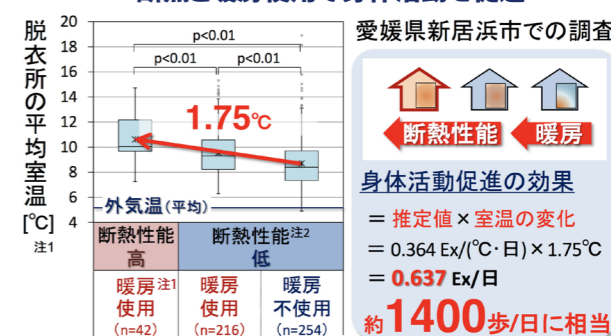 脱衣所の平均室温
[℃]
注1
20
18
16
14
12
10
8
6
4
p<0.01
p<0.01
p<0.01
1.75℃
外気温(平均)
断熱性能
高
断熱性能注2
低
暖房注1
使用
(n=42)
暖房
使用
(n=216)
暖房
不使用
(n=254)
愛媛県新居浜市での調査
断熱性能
暖房
身体活動促進の効果
= 推定値×室温の変化
= 0.364 Ex/(℃・日)×1.75℃
= 0.637 Ex/日
約1400歩/日に相当